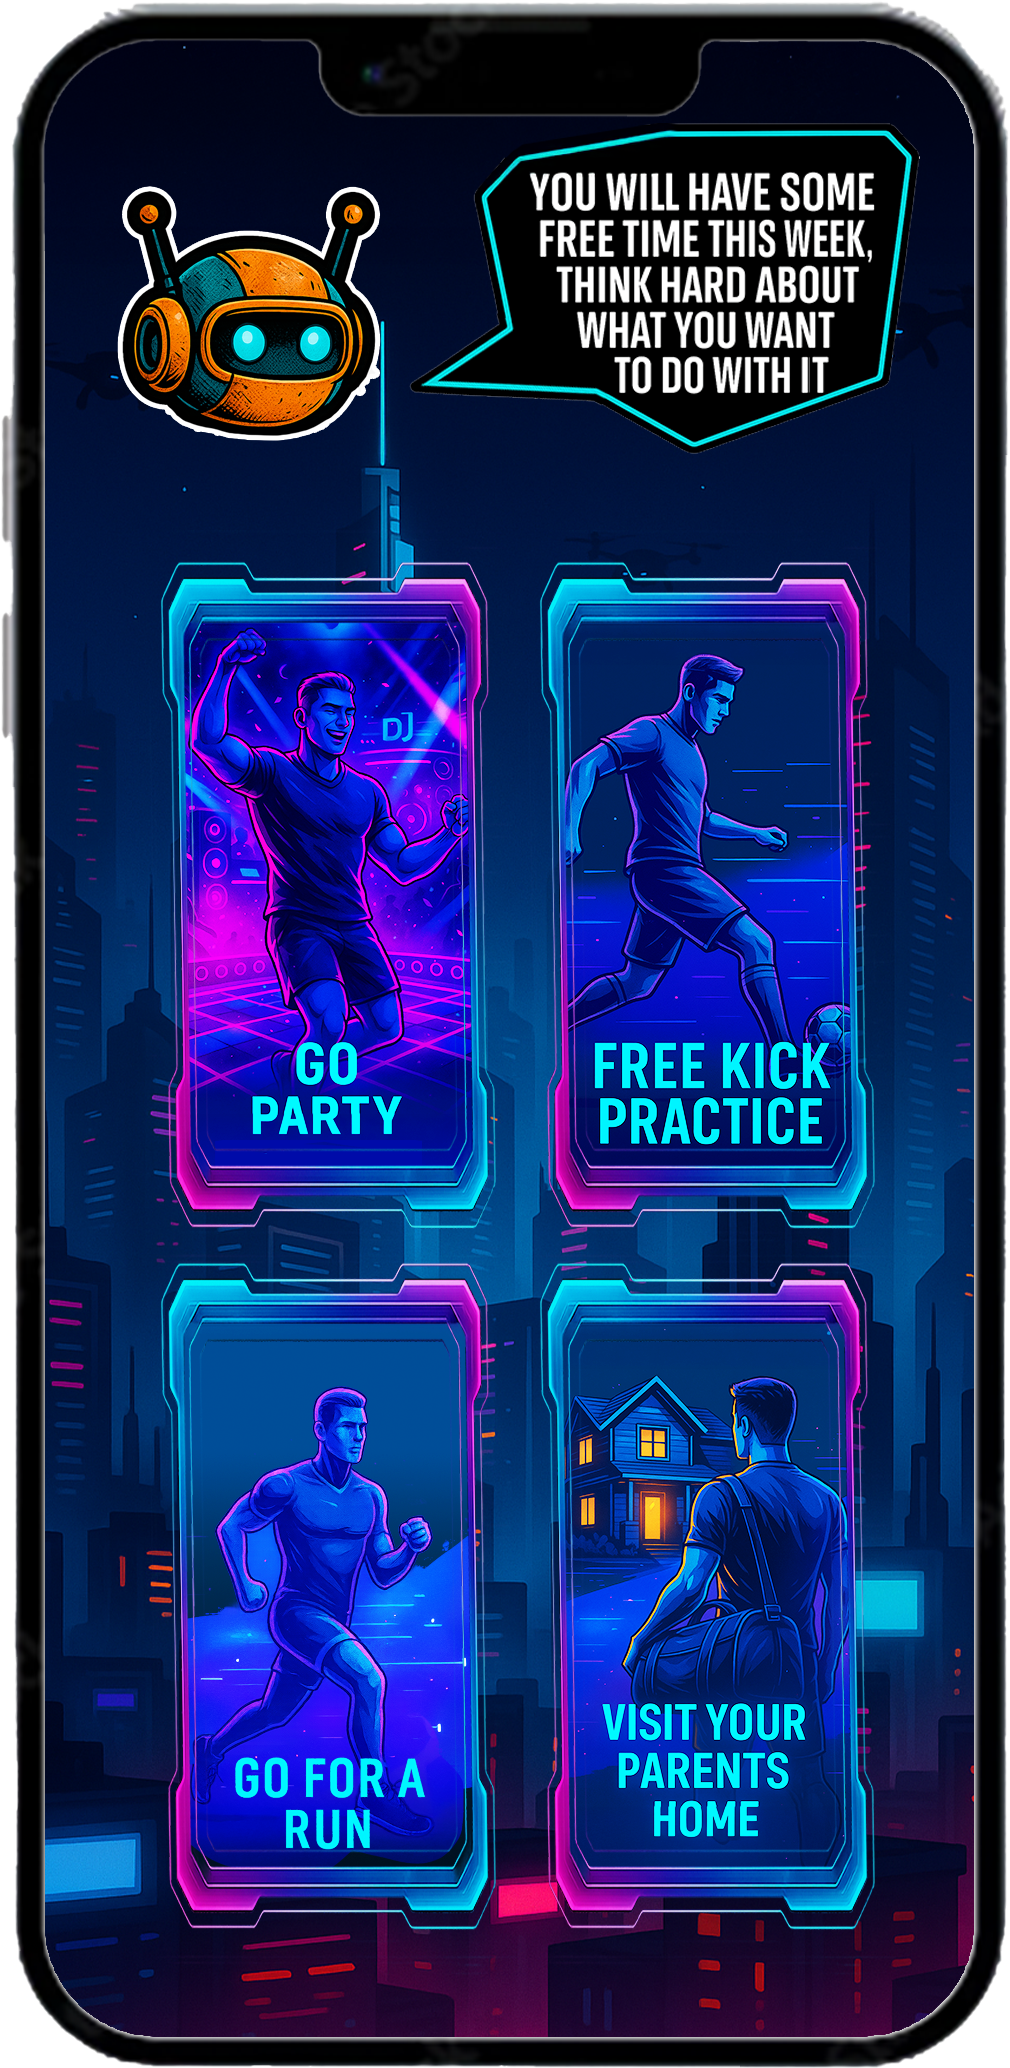 YOU WILL HAVE SOME
FREE TIME THIS WEEK,
THINK HARD ABOUT
WHAT YOU WANT
TO DO WITH IT
DJ
GO
PARTY
FREE KICK
PRACTICE
GO FOR A
RUN
VISIT YOUR
PARENTS
HOME